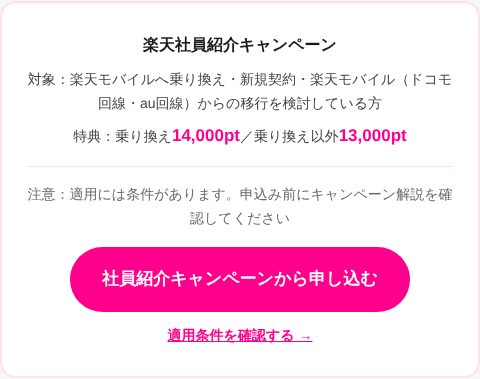 楽天社員紹介キャンペーン
対象：楽天モバイルへ乗り換え・新規契約・楽天モバイル（ドコモ
回線・au回線）からの移行を検討している方
特典：乗り換え14,000pt／乗り換え以外13,000pt
注意：適用には条件があります。申込み前にキャンペーン解説を確
認してください
社員紹介キャンペーンから申し込む
適用条件を確認する →